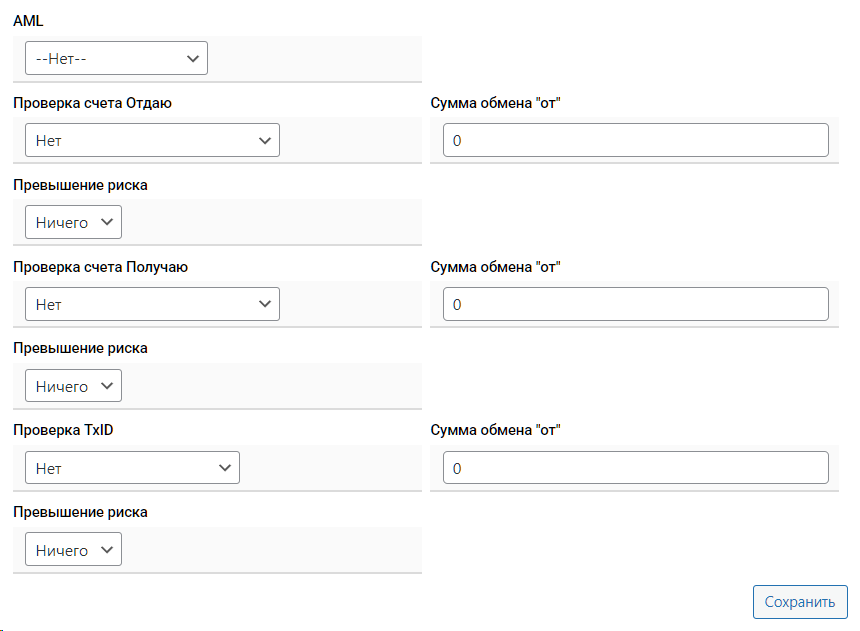 AML
--Нет--
Проверка счета Отдаю
Сумма обмена "от"
Нет
0
Превышение риска
Ничего
Проверка счета Получаю
Сумма обмена "от"
Нет
0
Превышение риска
Ничего
Проверка TxID
Сумма обмена "от"
Нет
0
Превышение риска
Ничего
Сохранить